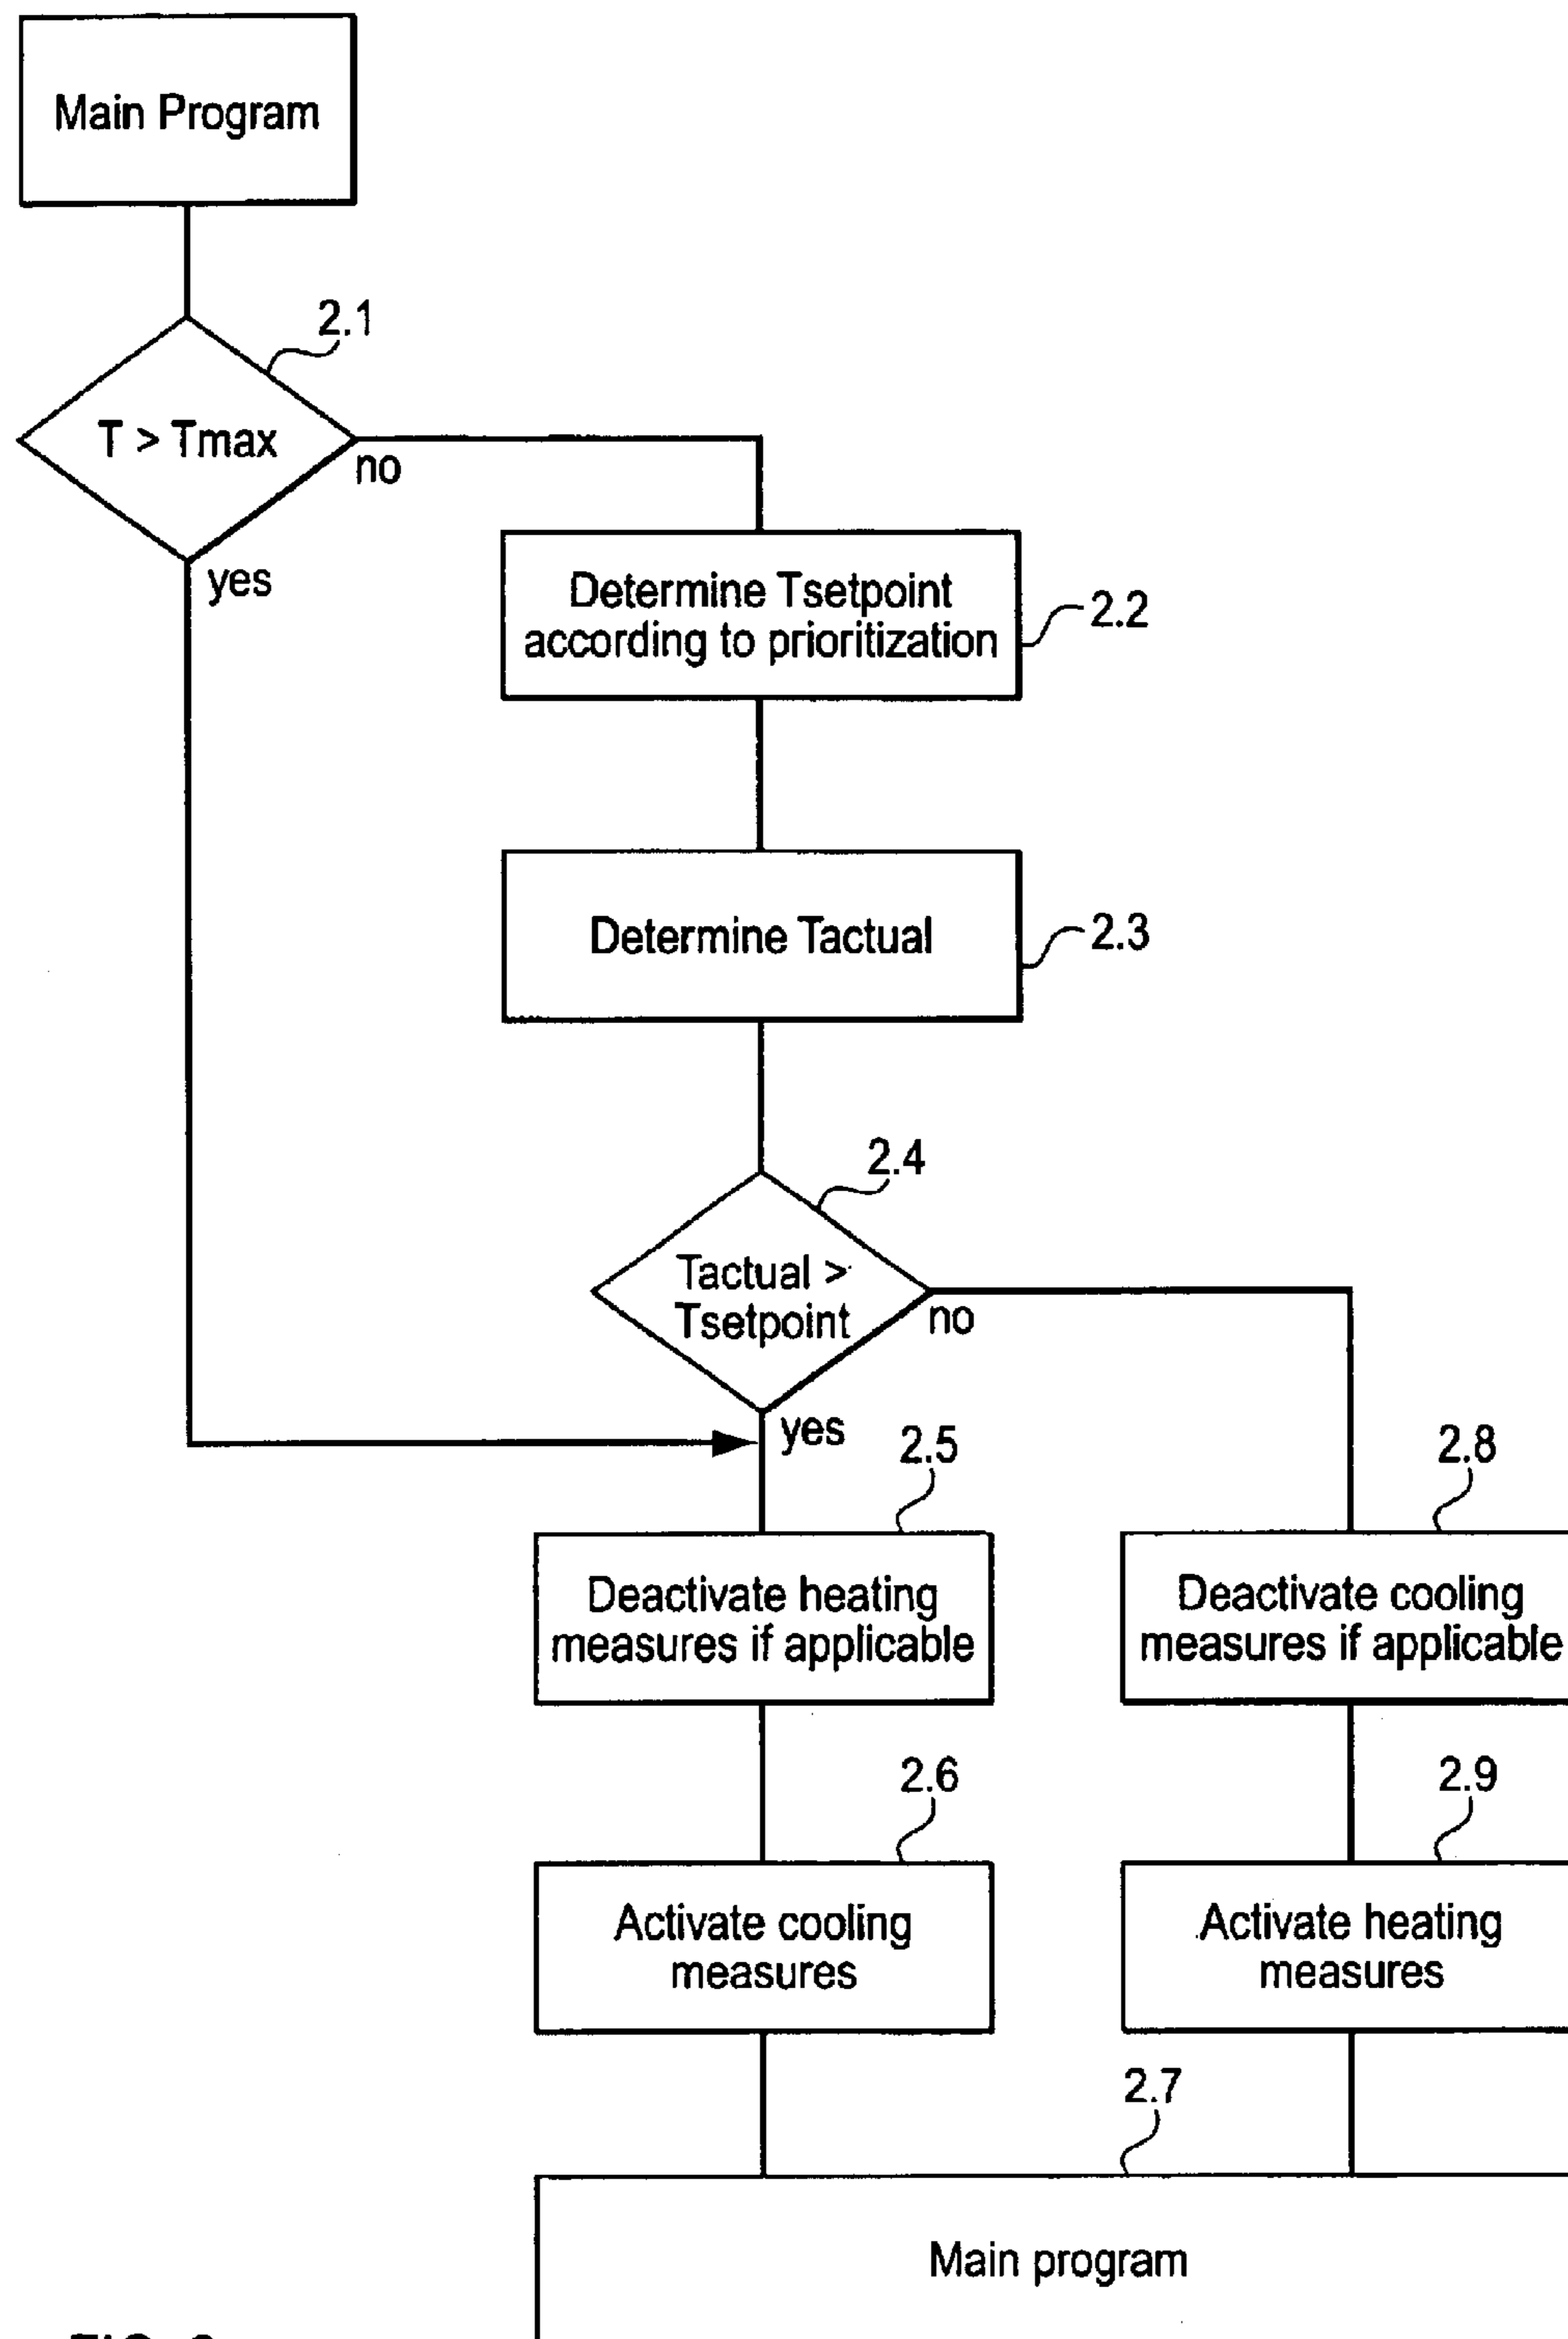 Main Program
2.1
T > Tmax
no
yes
Determine Tsetpoint
according to prioritization
2.2
Determine Tactual
2.3
2.4
Tactual >
Tsetpoint
no
yes
2.5
2.8
Deactivate heating
measures if applicable
Deactivate cooling
measures if applicable
2.6
2.9
Activate cooling
measures
Activate heating
measures
2.7
Main program